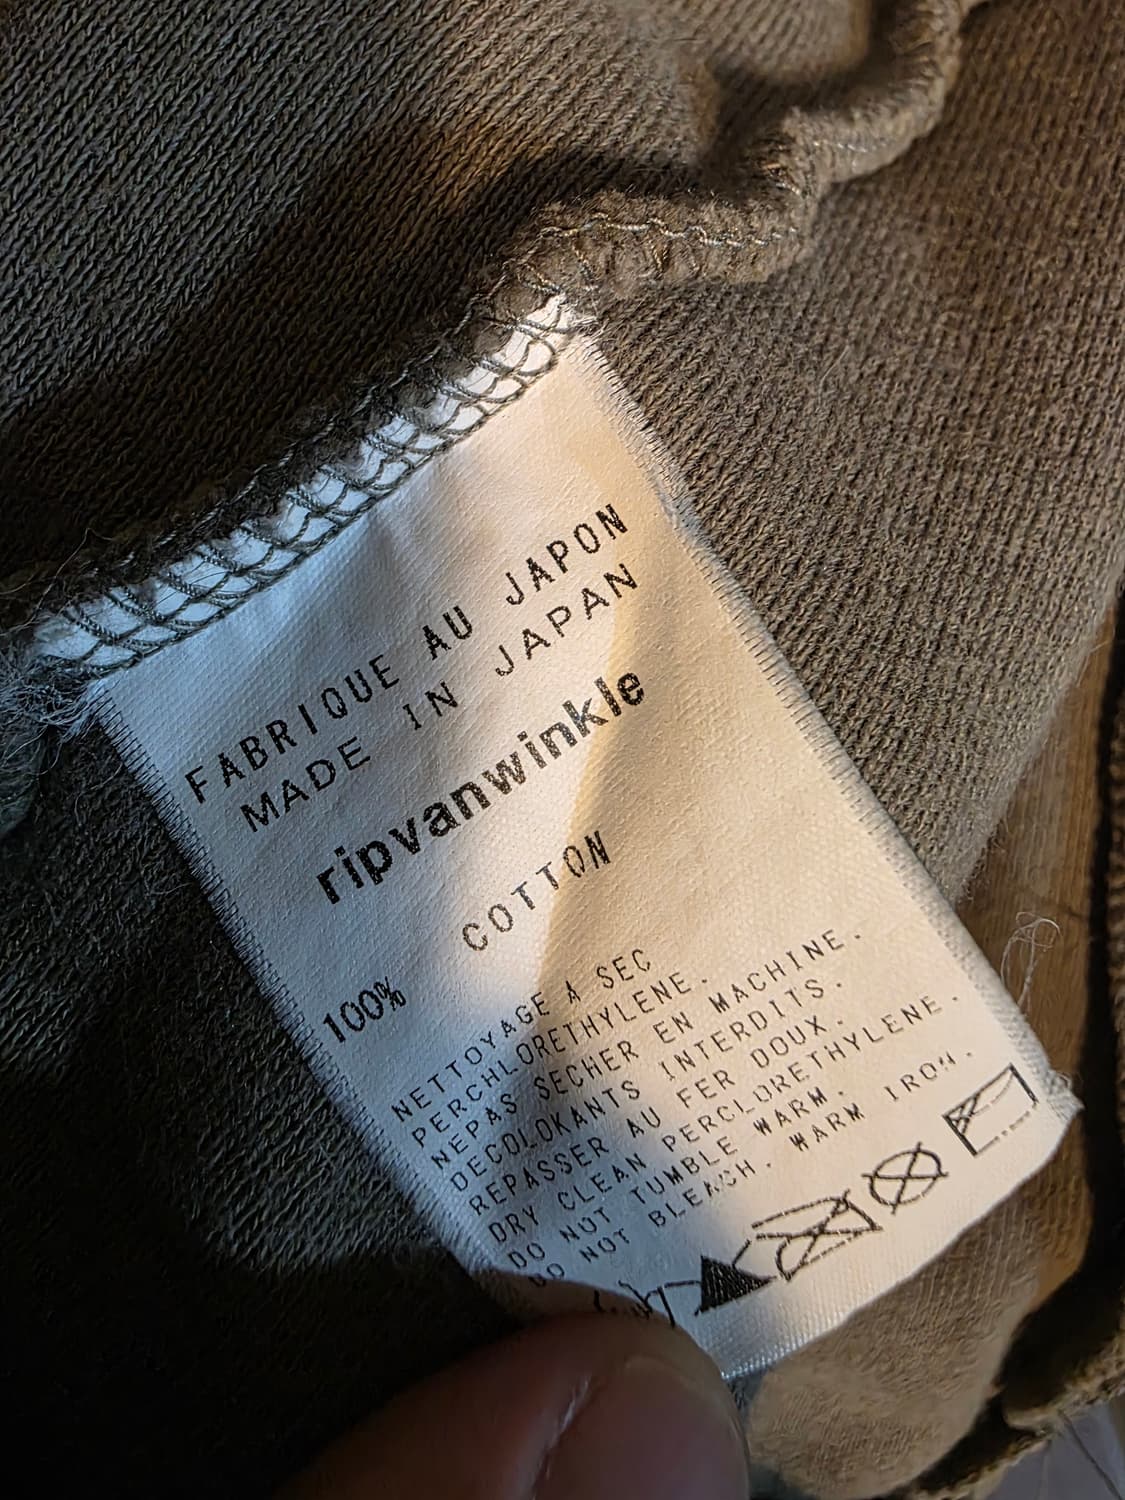 FABRIQUE AU JAPON
MADE IN JAPAN
ripvanwinkle
100% COTTON
NETTOYAGE A SEC
PERCHLORETHYLENE.
NEPAS SECHER EN MACHINE.
DECOLOKANTS INTERDITS.
REPASSER AU FER DOUX.
DRY CLEAN PERCLORETHYLENE.
DO NOT TUMBLE WARM.
DO NOT BLEACH. WARM IRON.